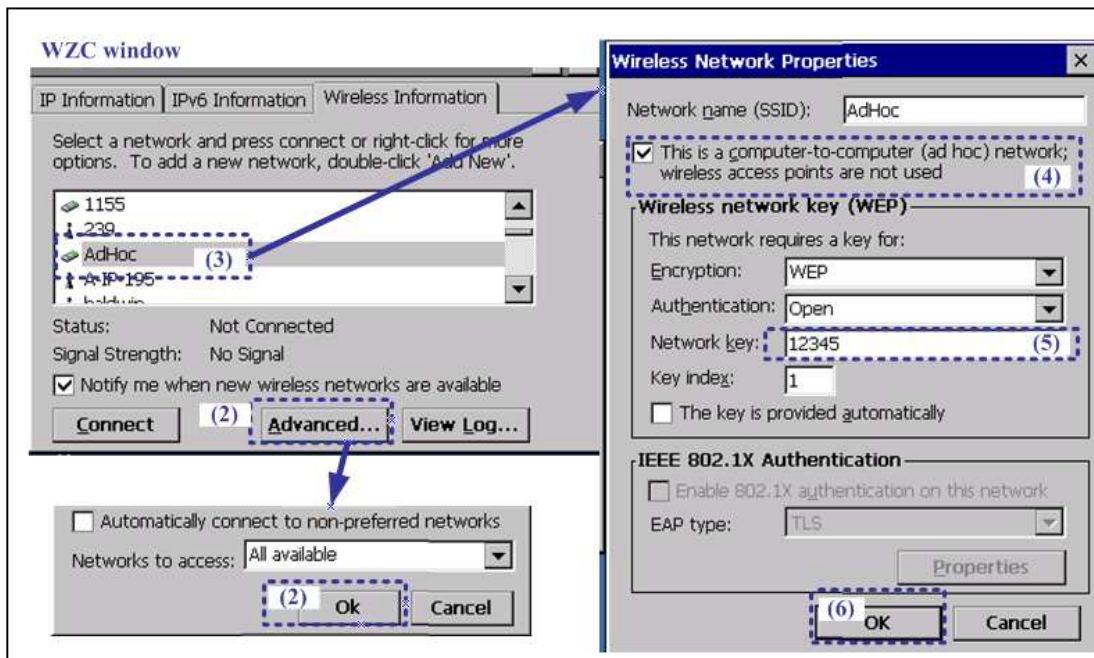 WZC window
IP Information IPv6 Information Wireless Information
Select a network and press connect or right-click for more
options. To add a new network, double-click 'Add New'.
1155
239
AdHoc (3)
A-IP-195
baldwin
Status: Not Connected
Signal Strength: No Signal
Notify me when new wireless networks are available
(2)
Connect Advanced... View Log...
Automatically connect to non-preferred networks
Networks to access: All available
(2) Ok Cancel
Wireless Network Properties
Network name (SSID): AdHoc
This is a computer-to-computer (ad hoc) network;
wireless access points are not used (4)
Wireless network key (WEP)
This network requires a key for:
Encryption: WEP
Authentication: Open
Network key: 12345 (5)
Key index: 1
The key is provided automatically
IEEE 802.1X Authentication
Enable 802.1X authentication on this network
EAP type: TLS
Properties
(6) OK Cancel